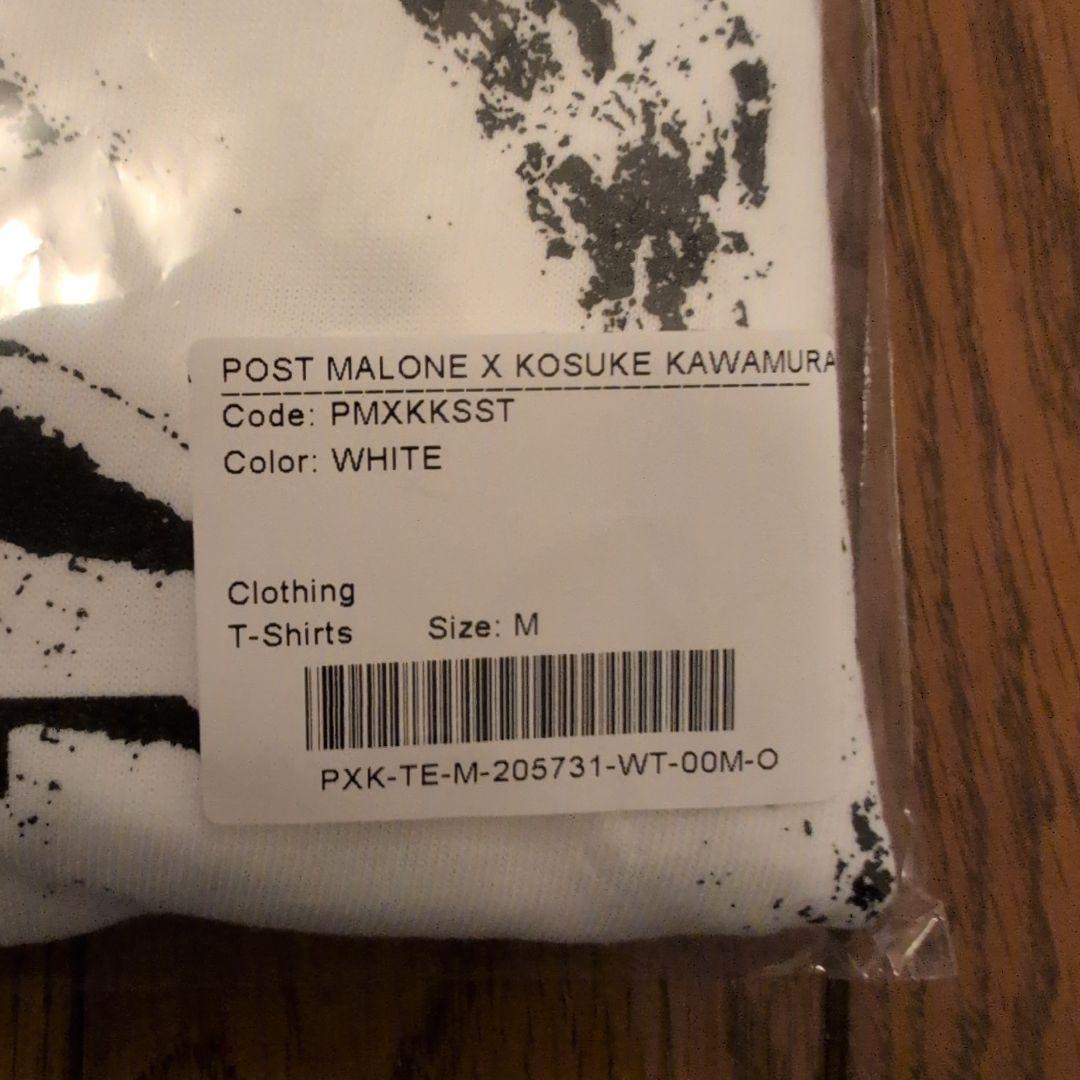 POST MALONE X KOSUKE KAWAMURA
Code: PMXKKSST
Color: WHITE
Clothing
T-Shirts Size: M
PXK-TE-M-205731-WT-00M-O